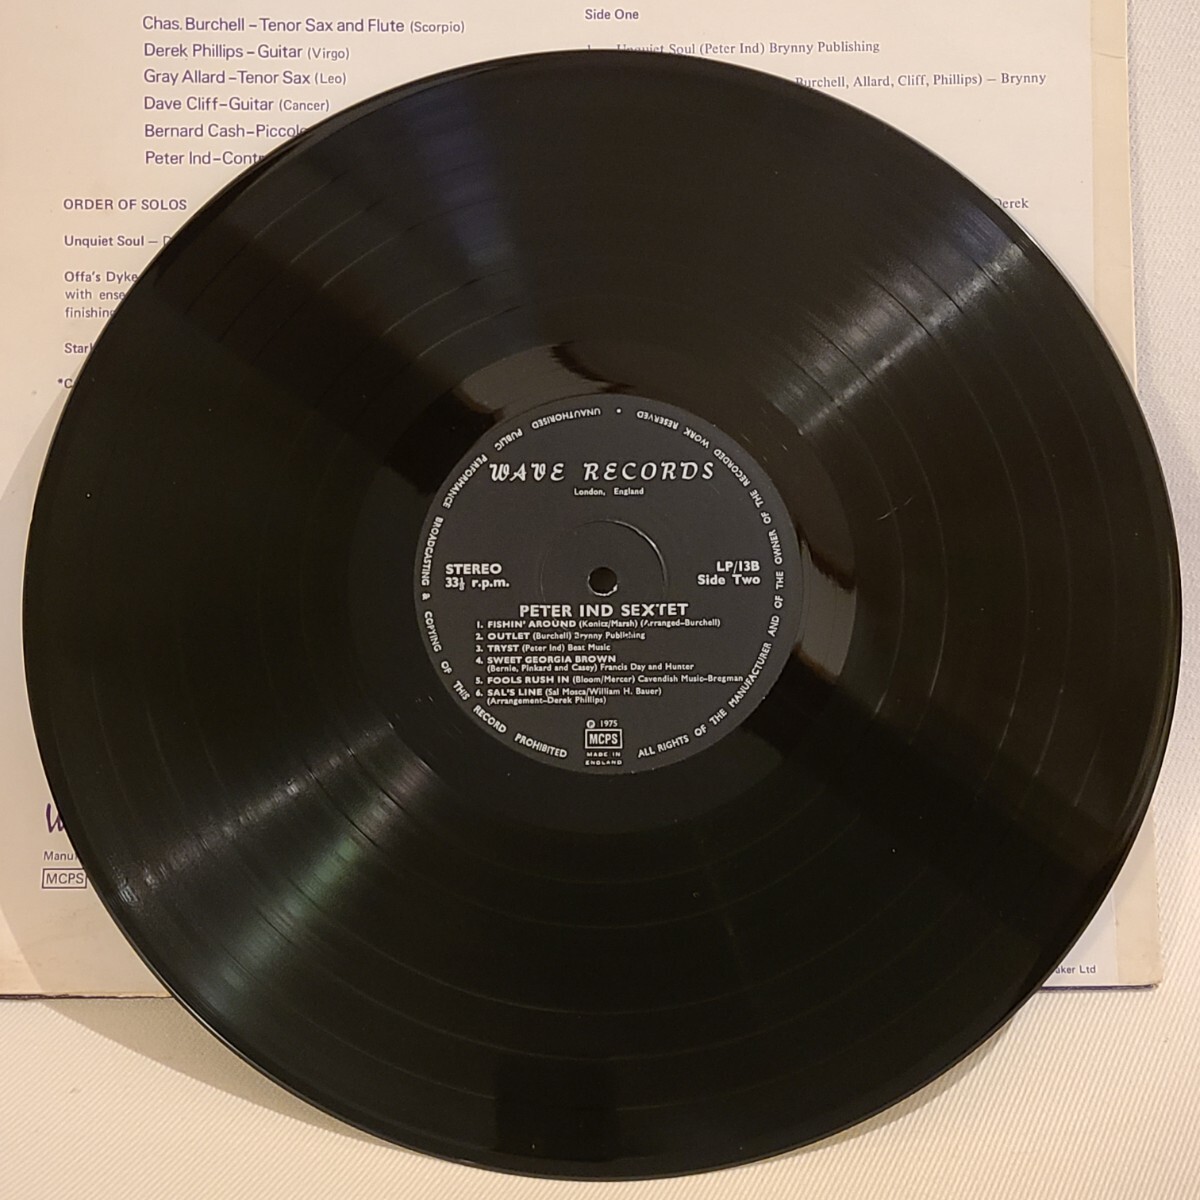 Chas. Burchell – Tenor Sax and Flute (Scorpio)
Derek Phillips – Guitar (Virgo)
Gray Allard – Tenor Sax (Leo)
Dave Cliff – Guitar (Cancer)
Bernard Cash – Piccolo
Peter Ind – Contr
ORDER OF SOLOS
Unquiet Soul –
Offa's Dyke
with ense
finishing
Side One
Unquiet Soul (Peter Ind) Brynny Publishing
Burchell, Allard, Cliff, Phillips) — Brynny
Derek
Manu
MCPS
aker Ltd
WAVE RECORDS
London, England
STEREO
33⅓ r.p.m.
LP/13B
Side Two
PETER IND SEXTET
1. FISHIN' AROUND (Konitz/Marsh) (Arranged–Burchell)
2. OUTLET (Burchell) Brynny Publishing
3. TRYST (Peter Ind) Beat Music
4. SWEET GEORGIA BROWN
(Bernie, Pinkard and Casey) Francis Day and Hunter
5. FOOLS RUSH IN (Bloom/Mercer) Cavendish Music–Bregman
6. SAL'S LINE (Sal Mosca/William H. Bauer)
(Arrangement–Derek Phillips)
℗ 1975
MCPS
MADE IN
ENGLAND
ALL RIGHTS OF THE MANUFACTURER AND OF THE OWNER OF THE RECORDED WORK RESERVED • UNAUTHORISED PUBLIC PERFORMANCE BROADCASTING & COPYING OF THIS RECORD PROHIBITED